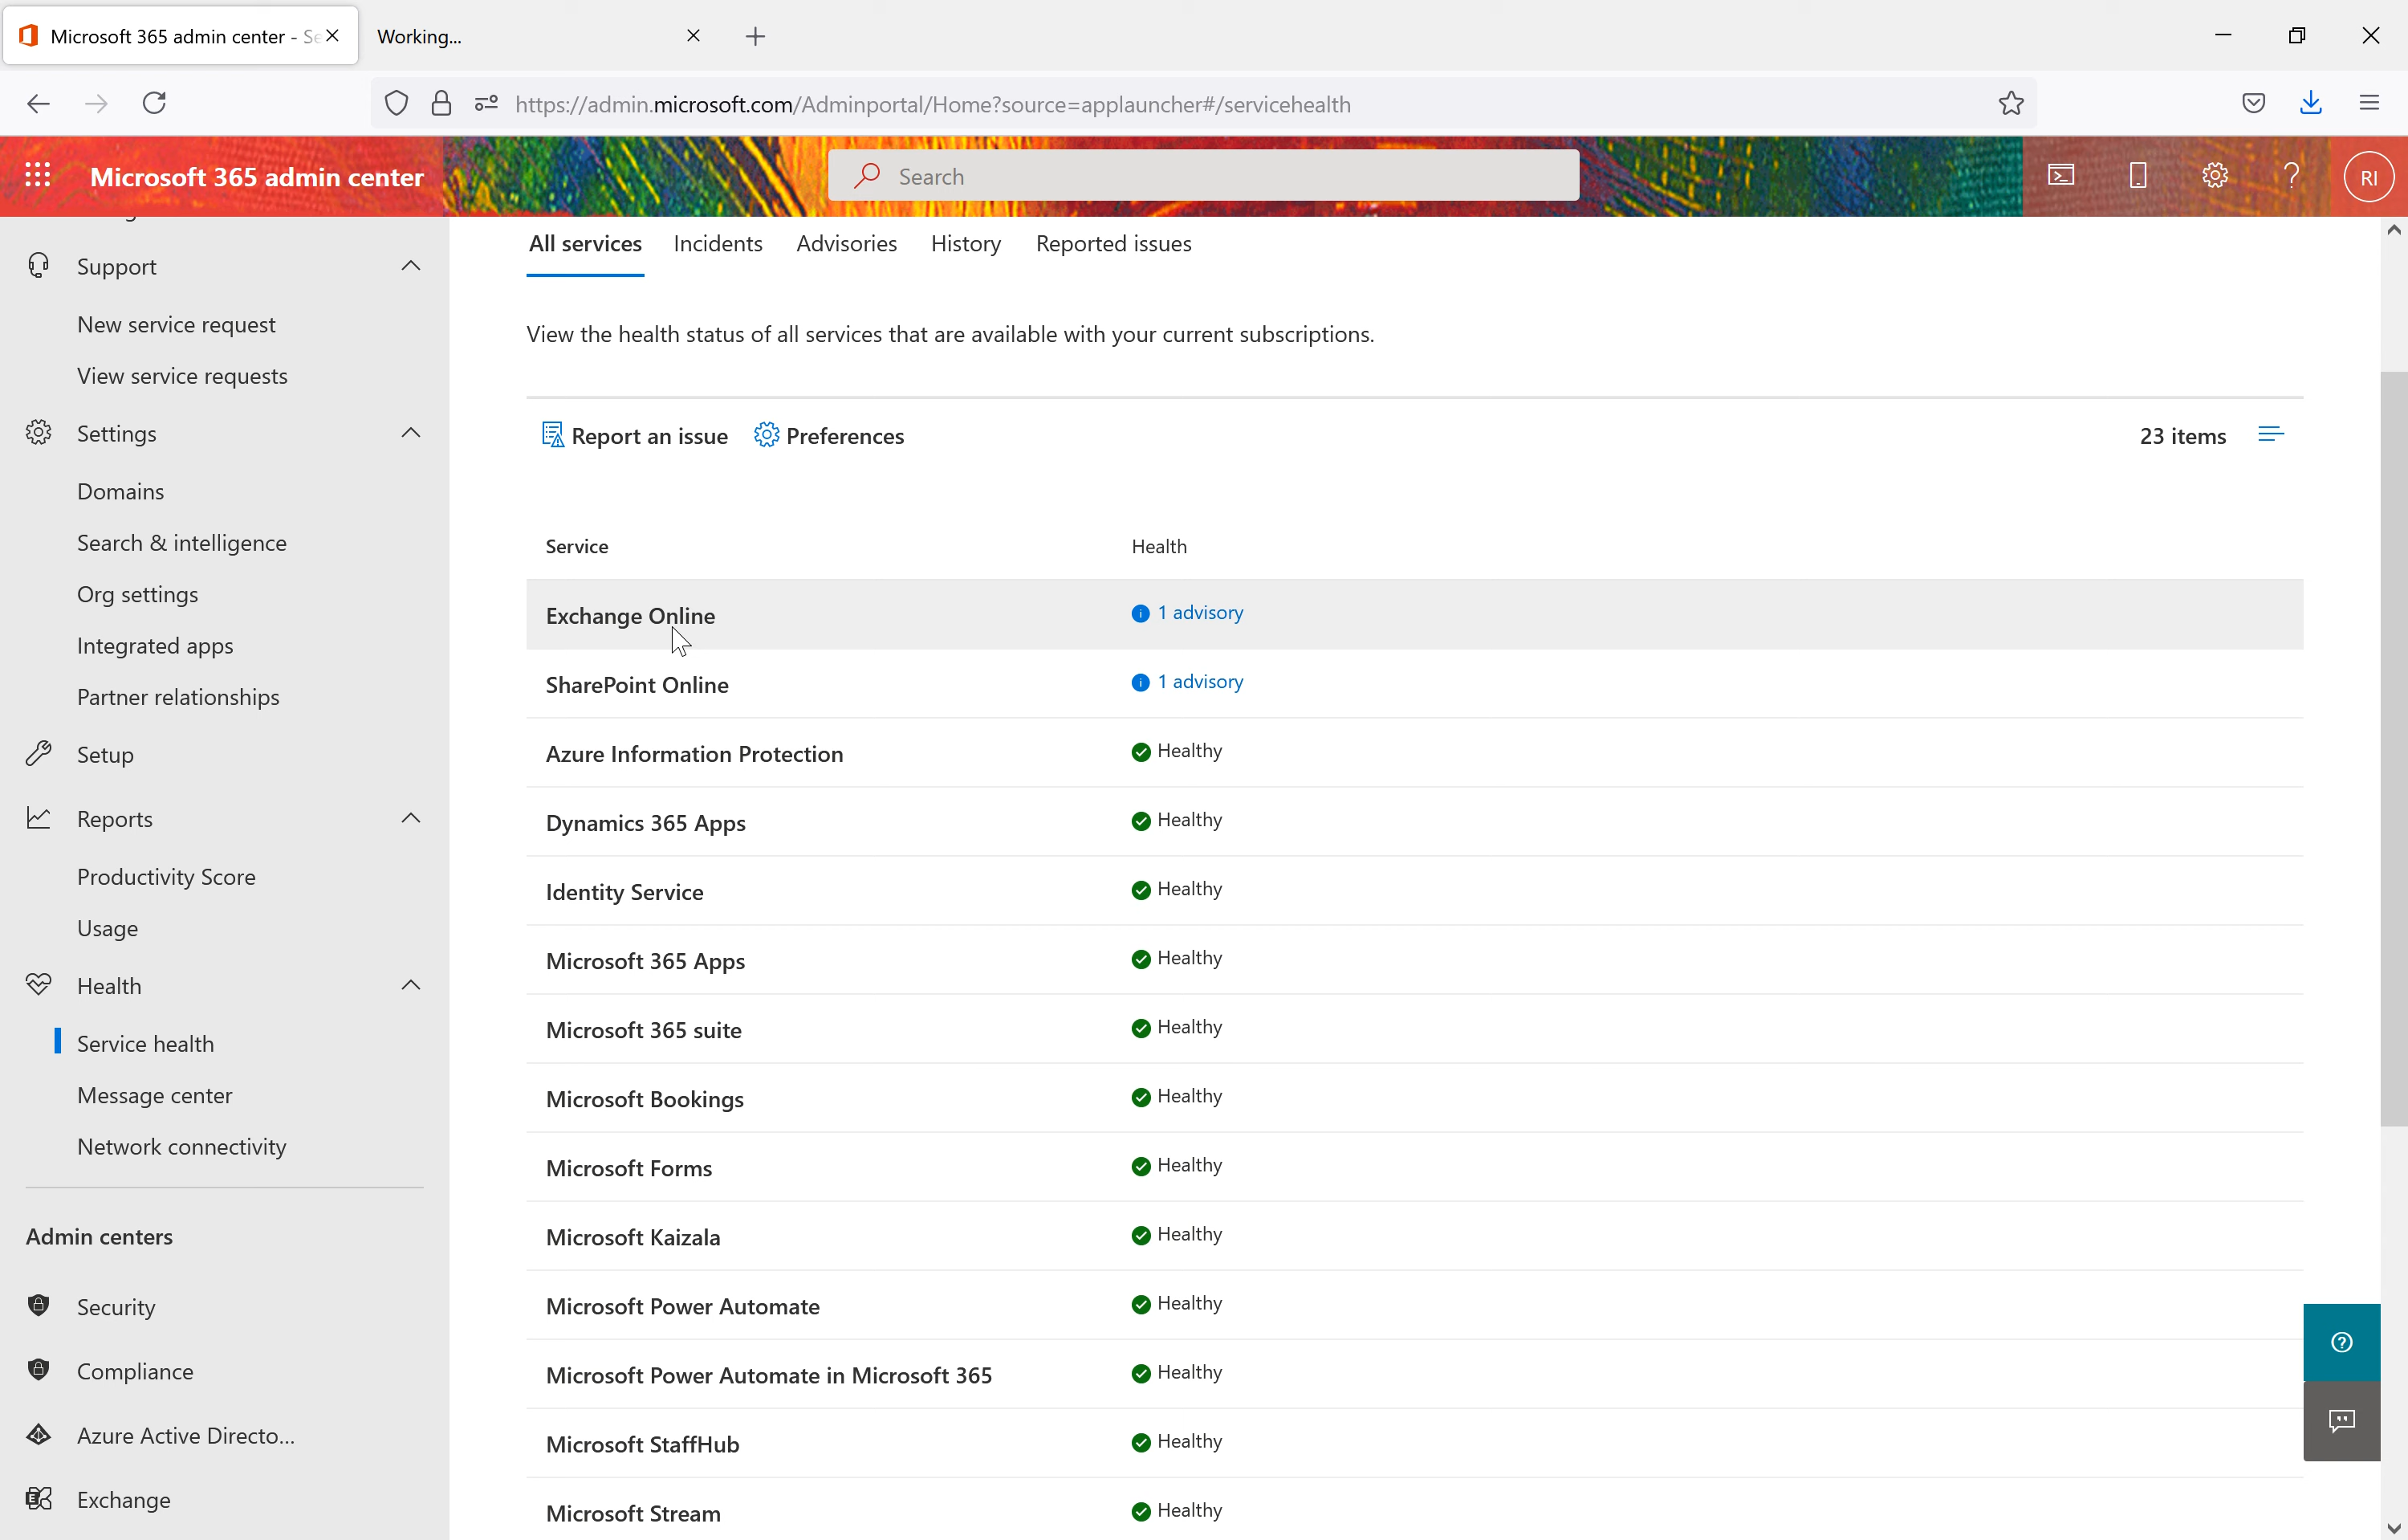 Microsoft 365 admin center - Se
Working...
https://admin.microsoft.com/Adminportal/Home?source=applauncher#/servicehealth
Microsoft 365 admin center
Search
RI
Support
New service request
View service requests
Settings
Domains
Search & intelligence
Org settings
Integrated apps
Partner relationships
Setup
Reports
Productivity Score
Usage
Health
Service health
Message center
Network connectivity
Admin centers
Security
Compliance
Azure Active Directo...
Exchange
All services Incidents Advisories History Reported issues
View the health status of all services that are available with your current subscriptions.
Report an issue Preferences 23 items
Service Health
Exchange Online 1 advisory
SharePoint Online 1 advisory
Azure Information Protection Healthy
Dynamics 365 Apps Healthy
Identity Service Healthy
Microsoft 365 Apps Healthy
Microsoft 365 suite Healthy
Microsoft Bookings Healthy
Microsoft Forms Healthy
Microsoft Kaizala Healthy
Microsoft Power Automate Healthy
Microsoft Power Automate in Microsoft 365 Healthy
Microsoft StaffHub Healthy
Microsoft Stream Healthy